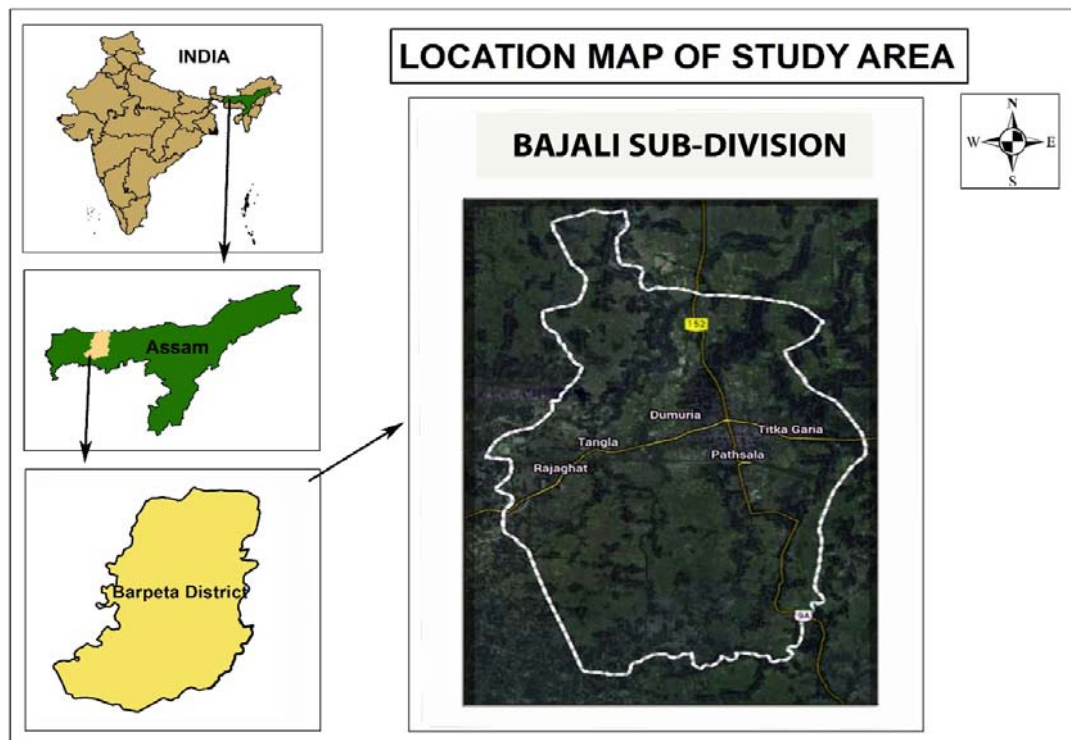 INDIA
LOCATION MAP OF STUDY AREA
N
W E
S
BAJALI SUB-DIVISION
Assam
Barpeta District
152
Dumuria
Titka Garia
Tangla
Pathsala
Rajaghat
9A